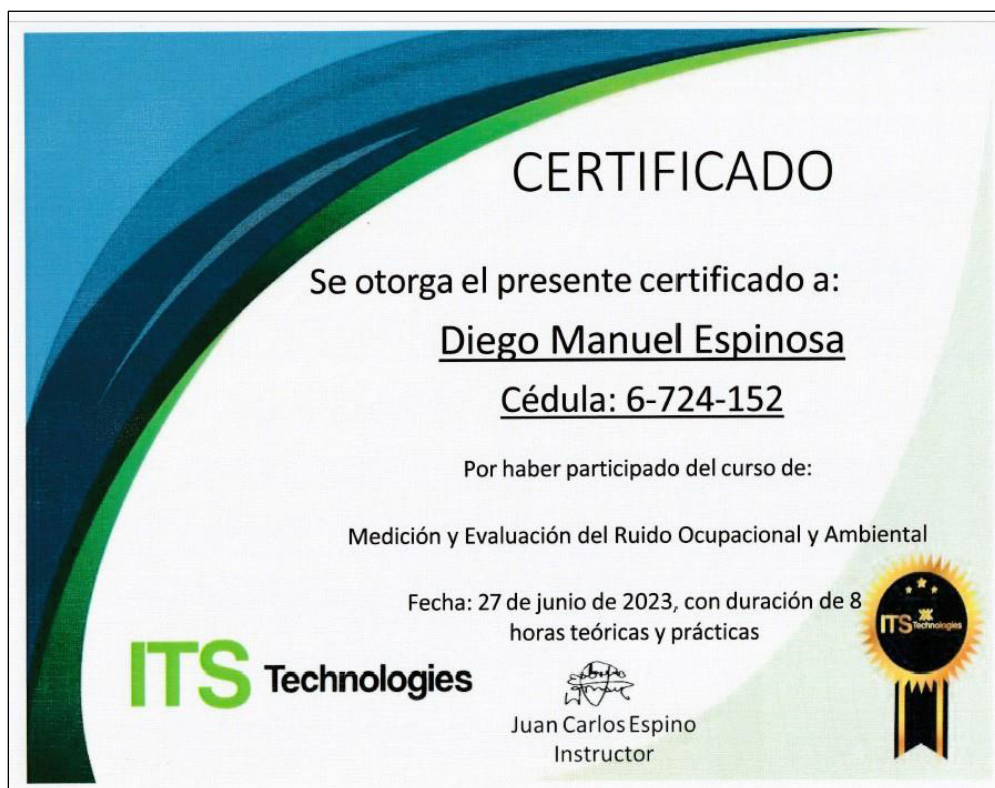 CERTIFICADO
Se otorga el presente certificado a:
Diego Manuel Espinosa
Cédula: 6-724-152
Por haber participado del curso de:
Medición y Evaluación del Ruido Ocupacional y Ambiental
Fecha: 27 de junio de 2023, con duración de 8
horas teóricas y prácticas
ITS Technologies
ITS Technologies
Juan Carlos Espino
Instructor